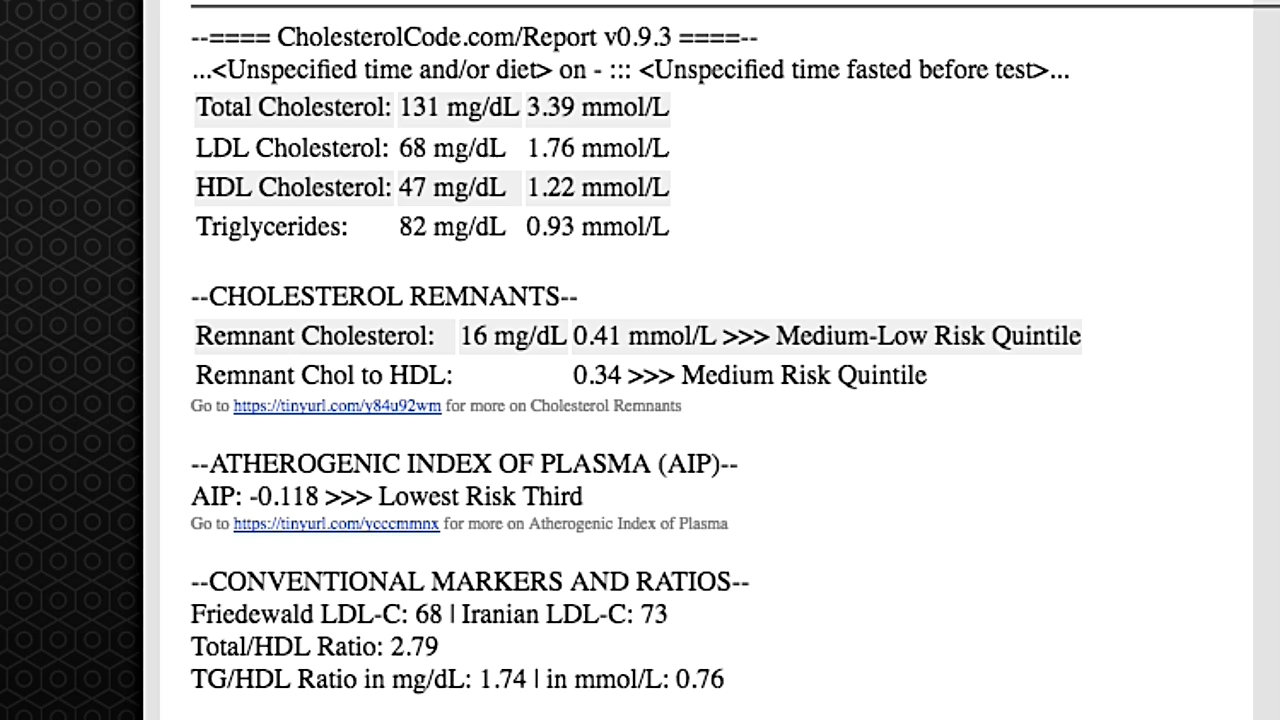 --==== CholesterolCode.com/Report v0.9.3 ====--
...<Unspecified time and/or diet> on - ::: <Unspecified time fasted before test>...
Total Cholesterol: 131 mg/dL 3.39 mmol/L
LDL Cholesterol: 68 mg/dL 1.76 mmol/L
HDL Cholesterol: 47 mg/dL 1.22 mmol/L
Triglycerides: 82 mg/dL 0.93 mmol/L
--CHOLESTEROL REMNANTS--
Remnant Cholesterol: 16 mg/dL 0.41 mmol/L >>> Medium-Low Risk Quintile
Remnant Chol to HDL: 0.34 >>> Medium Risk Quintile
Go to https://tinyurl.com/y84u92wm for more on Cholesterol Remnants
--ATHEROGENIC INDEX OF PLASMA (AIP)--
AIP: -0.118 >>> Lowest Risk Third
Go to https://tinyurl.com/ycccmmnx for more on Atherogenic Index of Plasma
--CONVENTIONAL MARKERS AND RATIOS--
Friedewald LDL-C: 68 | Iranian LDL-C: 73
Total/HDL Ratio: 2.79
TG/HDL Ratio in mg/dL: 1.74 | in mmol/L: 0.76